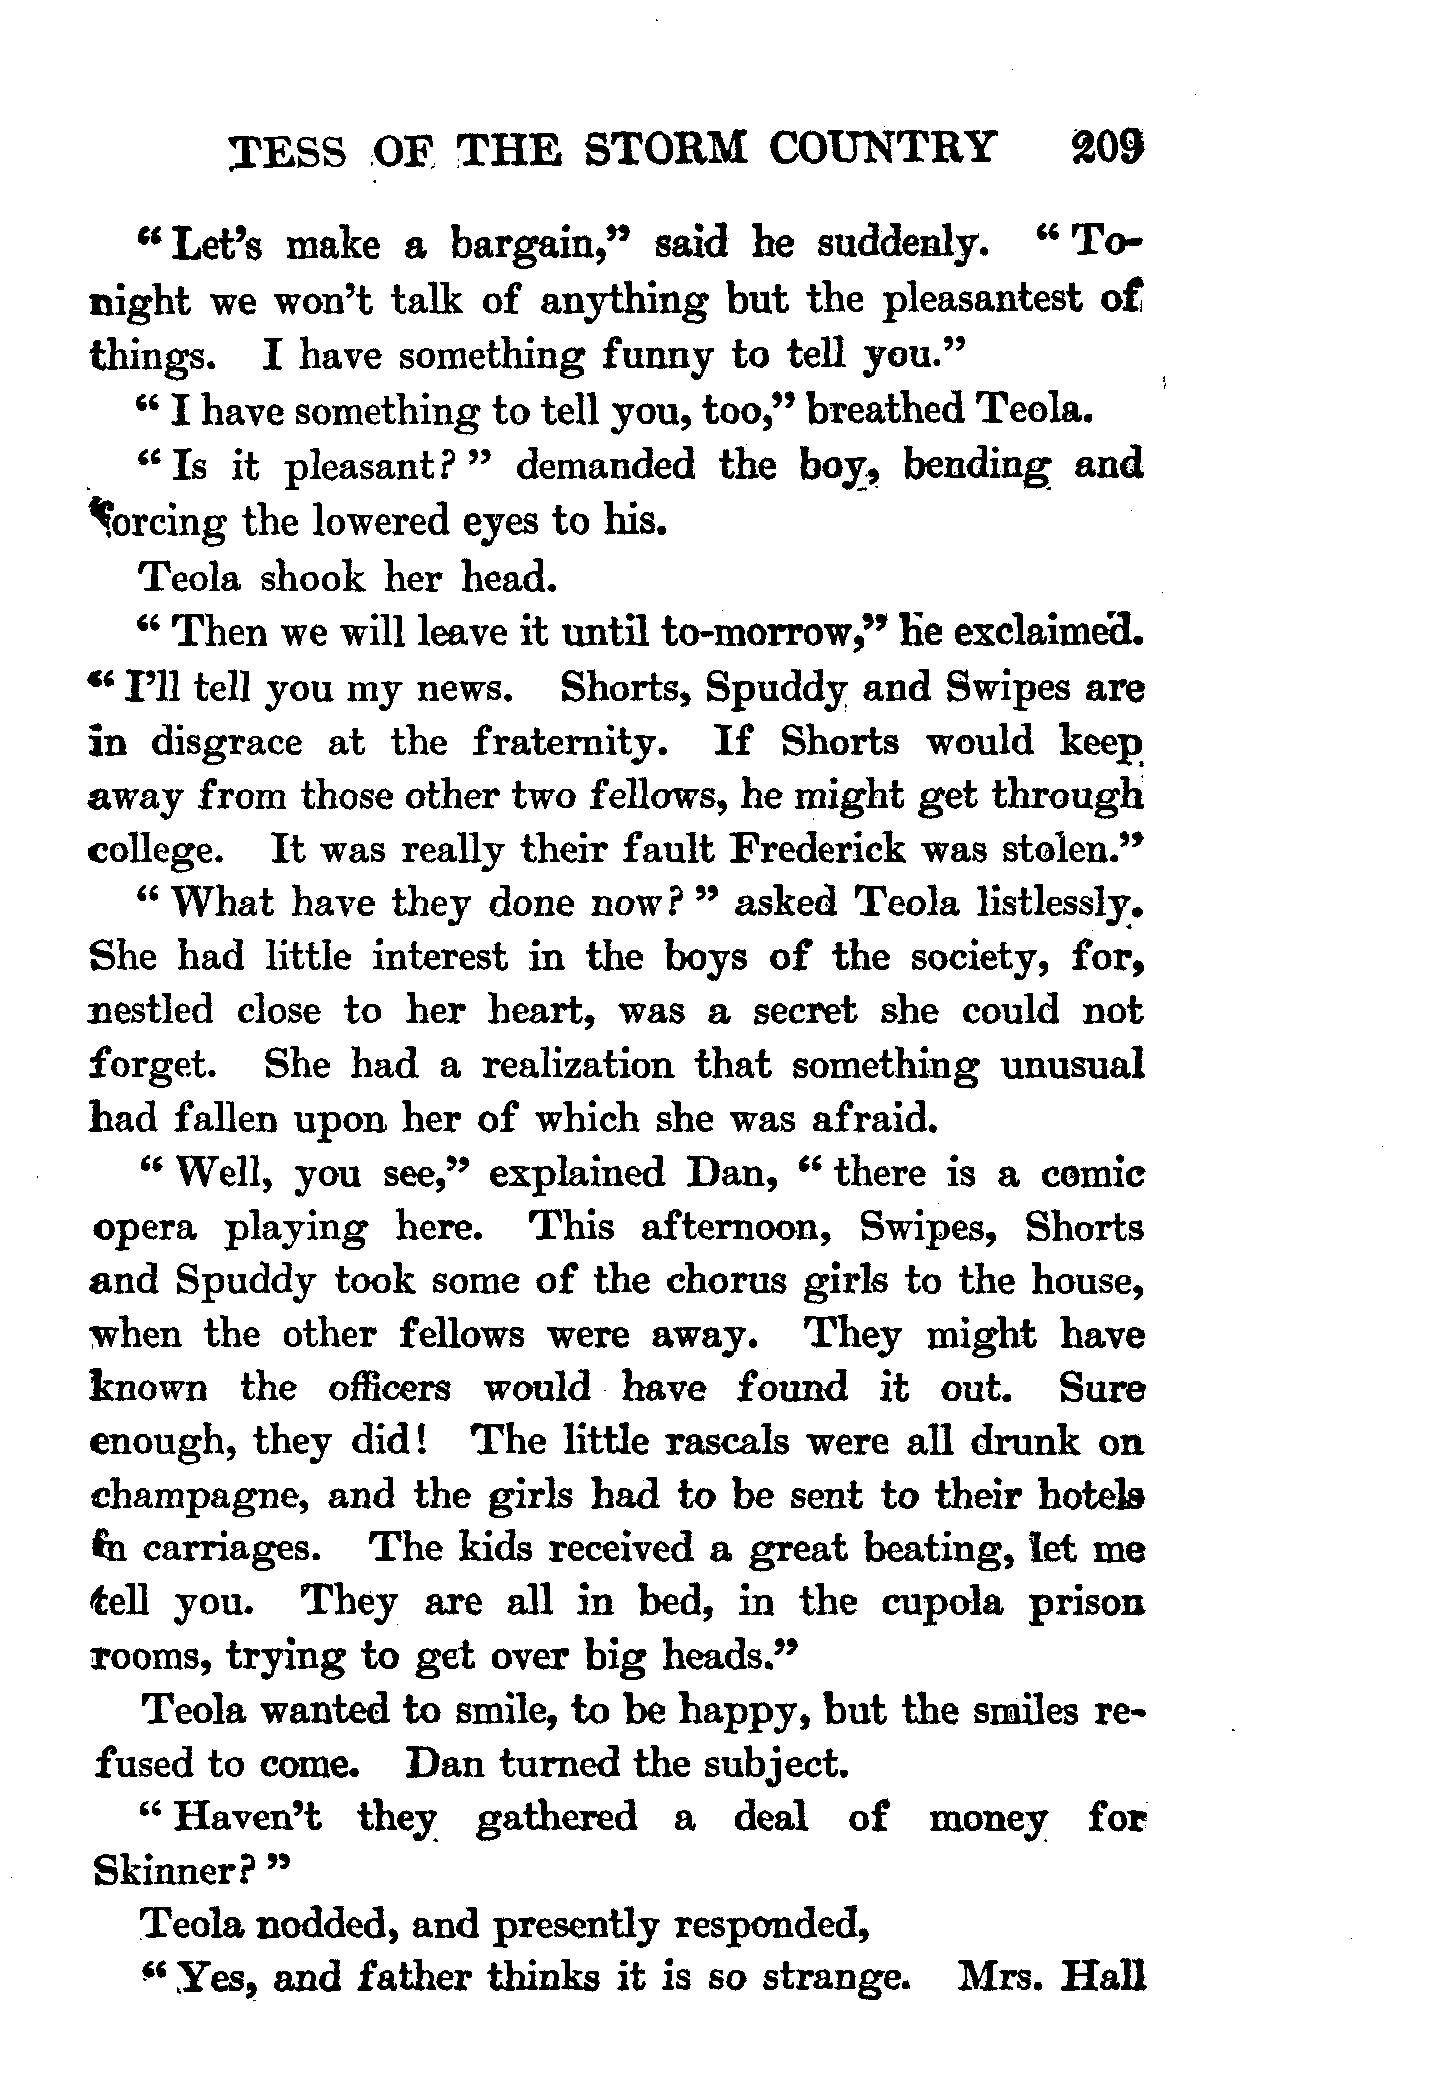 TESS OF THE STORM COUNTRY 209
“Let’s make a bargain,” said he suddenly. “To-
night we won’t talk of anything but the pleasantest of
things. I have something funny to tell you.”
“I have something to tell you, too,” breathed Teola.
“Is it pleasant?” demanded the boy, bending and
forcing the lowered eyes to his.
Teola shook her head.
“Then we will leave it until to-morrow,” he exclaimed.
“I’ll tell you my news. Shorts, Spuddy and Swipes are
in disgrace at the fraternity. If Shorts would keep
away from those other two fellows, he might get through
college. It was really their fault Frederick was stolen.”
“What have they done now?” asked Teola listlessly.
She had little interest in the boys of the society, for,
nestled close to her heart, was a secret she could not
forget. She had a realization that something unusual
had fallen upon her of which she was afraid.
“Well, you see,” explained Dan, “there is a comic
opera playing here. This afternoon, Swipes, Shorts
and Spuddy took some of the chorus girls to the house,
when the other fellows were away. They might have
known the officers would have found it out. Sure
enough, they did! The little rascals were all drunk on
champagne, and the girls had to be sent to their hotels
in carriages. The kids received a great beating, let me
tell you. They are all in bed, in the cupola prison
rooms, trying to get over big heads.”
Teola wanted to smile, to be happy, but the smiles re-
fused to come. Dan turned the subject.
“Haven’t they gathered a deal of money for
Skinner?”
Teola nodded, and presently responded,
“Yes, and father thinks it is so strange. Mrs. Hall